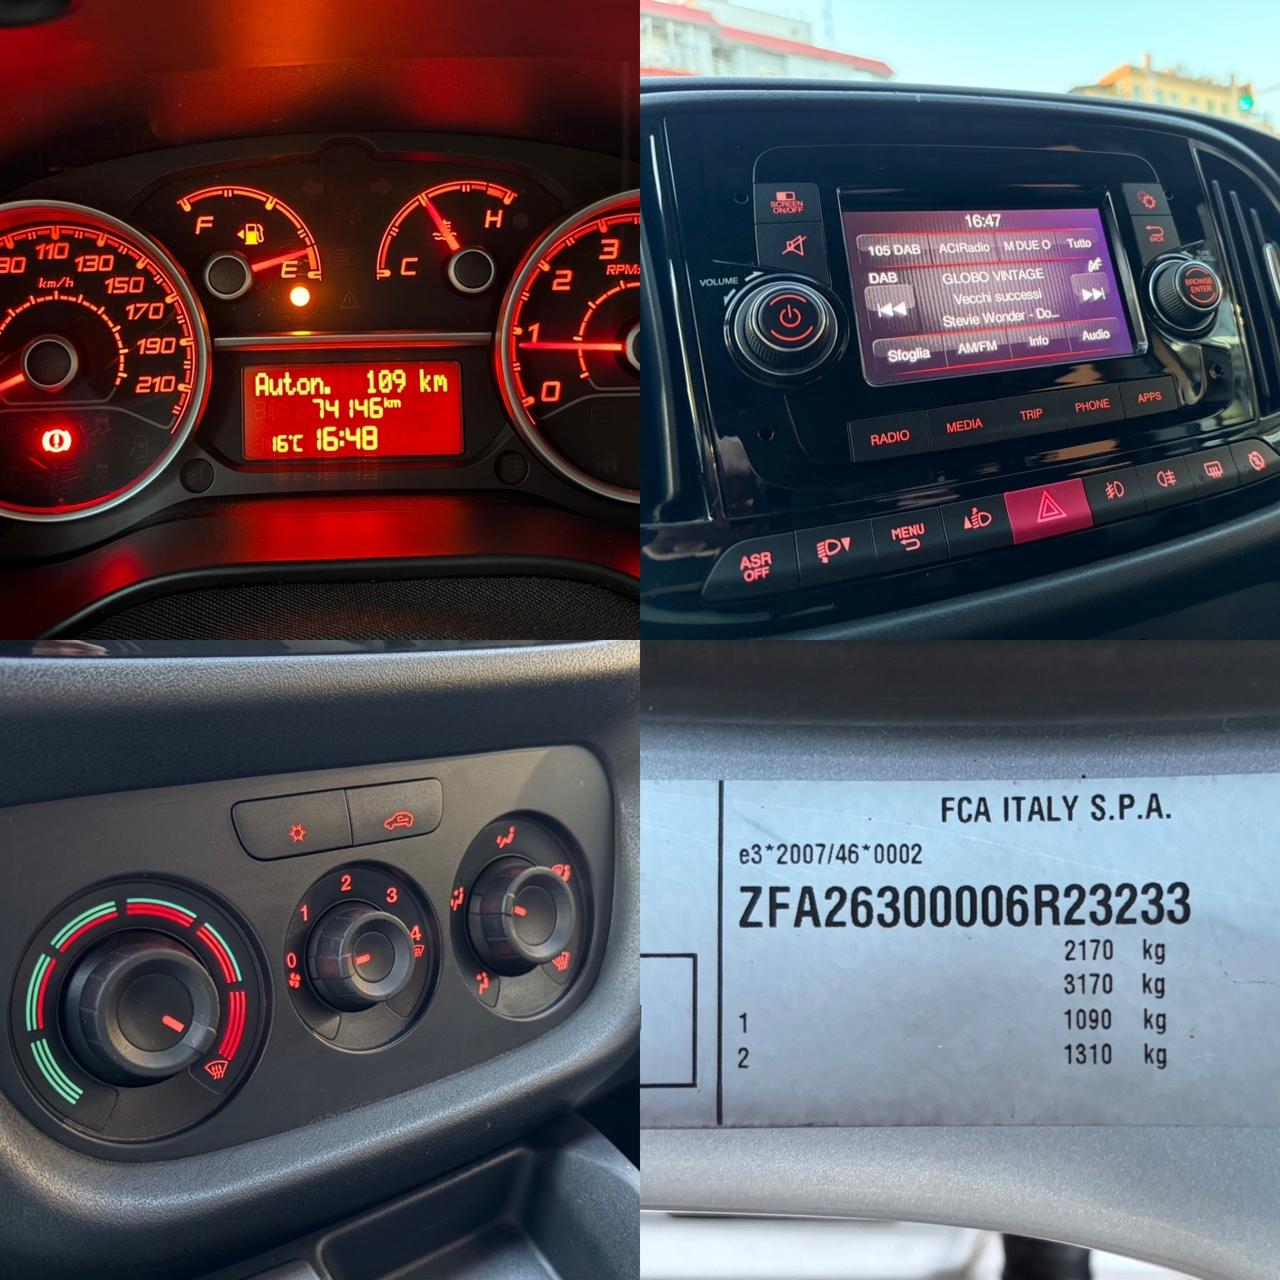 F
E
C
H
90 110 130 150 170 190 210
km/h
3
2
1
0
RPM
Auton. 109 km
74146 km
16°C 16:48
SCREEN ON/OFF
16:47
105 DAB ACIRadio M DUE O Tutto
DAB GLOBO VINTAGE
Vecchi successi
Stevie Wonder - Do...
Sfoglia AM/FM Info Audio
VOLUME
BACK
BROWSE ENTER
RADIO MEDIA TRIP PHONE APPS
ASR OFF
MENU
0 1 2 3 4
FCA ITALY S.P.A.
e3*2007/46*0002
ZFA26300006R23233
2170 kg
3170 kg
1 1090 kg
2 1310 kg